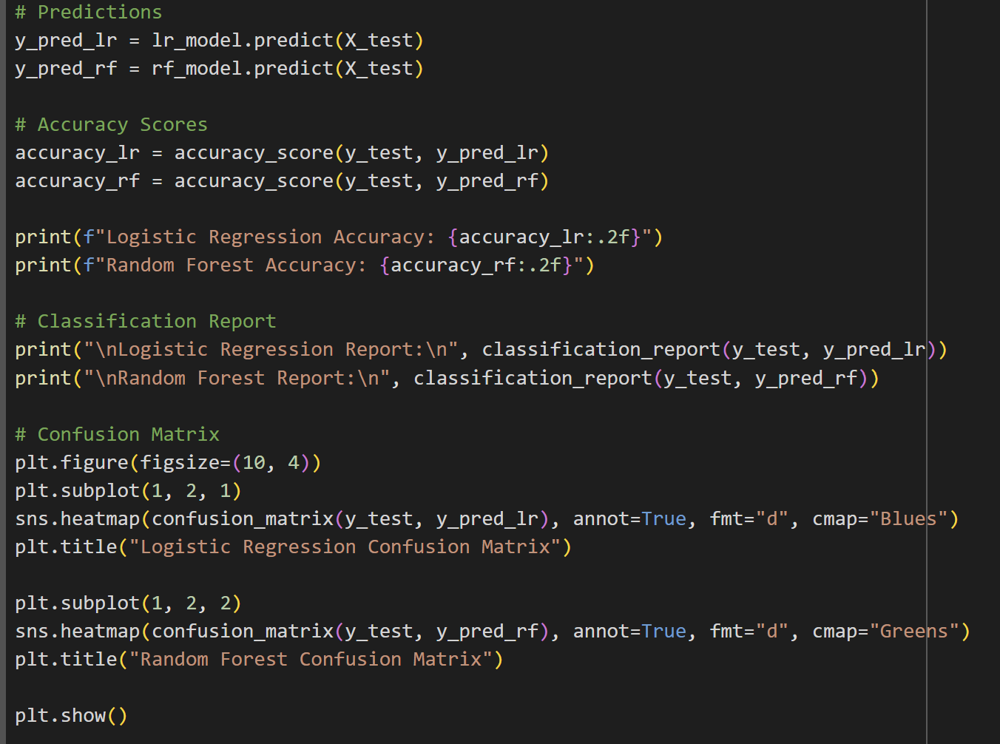 # Predictions
y_pred_lr = lr_model.predict(X_test)
y_pred_rf = rf_model.predict(X_test)
# Accuracy Scores
accuracy_lr = accuracy_score(y_test, y_pred_lr)
accuracy_rf = accuracy_score(y_test, y_pred_rf)
print(f"Logistic Regression Accuracy: {accuracy_lr:.2f}")
print(f"Random Forest Accuracy: {accuracy_rf:.2f}")
# Classification Report
print("\nLogistic Regression Report:\n", classification_report(y_test, y_pred_lr))
print("\nRandom Forest Report:\n", classification_report(y_test, y_pred_rf))
# Confusion Matrix
plt.figure(figsize=(10, 4))
plt.subplot(1, 2, 1)
sns.heatmap(confusion_matrix(y_test, y_pred_lr), annot=True, fmt="d", cmap="Blues")
plt.title("Logistic Regression Confusion Matrix")
plt.subplot(1, 2, 2)
sns.heatmap(confusion_matrix(y_test, y_pred_rf), annot=True, fmt="d", cmap="Greens")
plt.title("Random Forest Confusion Matrix")
plt.show()